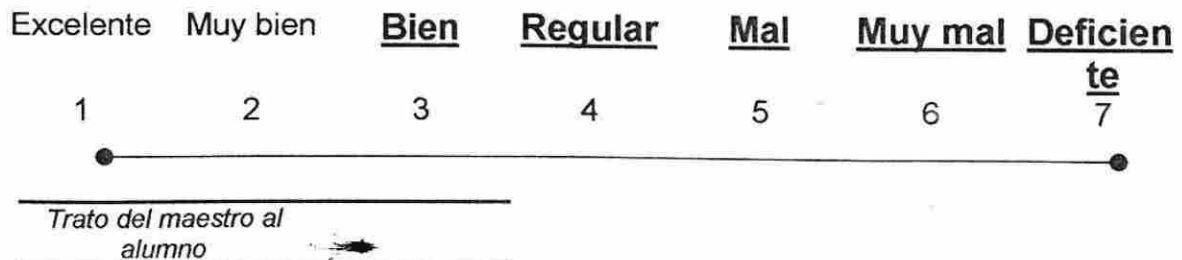 Excelente Muy bien Bien Regular Mal Muy mal Deficien
te
1 2 3 4 5 6 7
Trato del maestro al
alumno